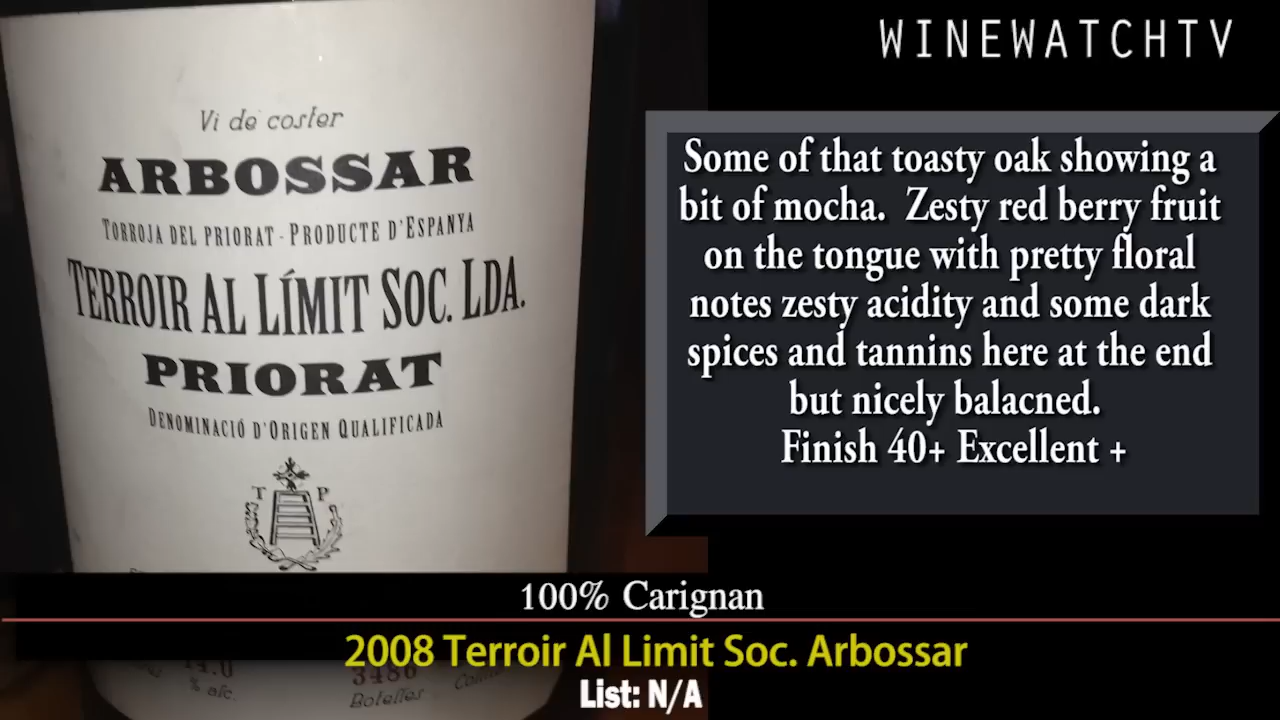 WINEWATCHTV
Vi de coster
ARBOSSAR
TORROJA DEL PRIORAT - PRODUCTE D'ESPANYA
TERROIR AL LÍMIT SOC. LDA.
PRIORAT
DENOMINACIÓ D'ORIGEN QUALIFICADA
T P
Some of that toasty oak showing a
bit of mocha. Zesty red berry fruit
on the tongue with pretty floral
notes zesty acidity and some dark
spices and tannins here at the end
but nicely balacned.
Finish 40+ Excellent +
100% Carignan
2008 Terroir Al Limit Soc. Arbossar
List: N/A
% alc.
3486
Botelles